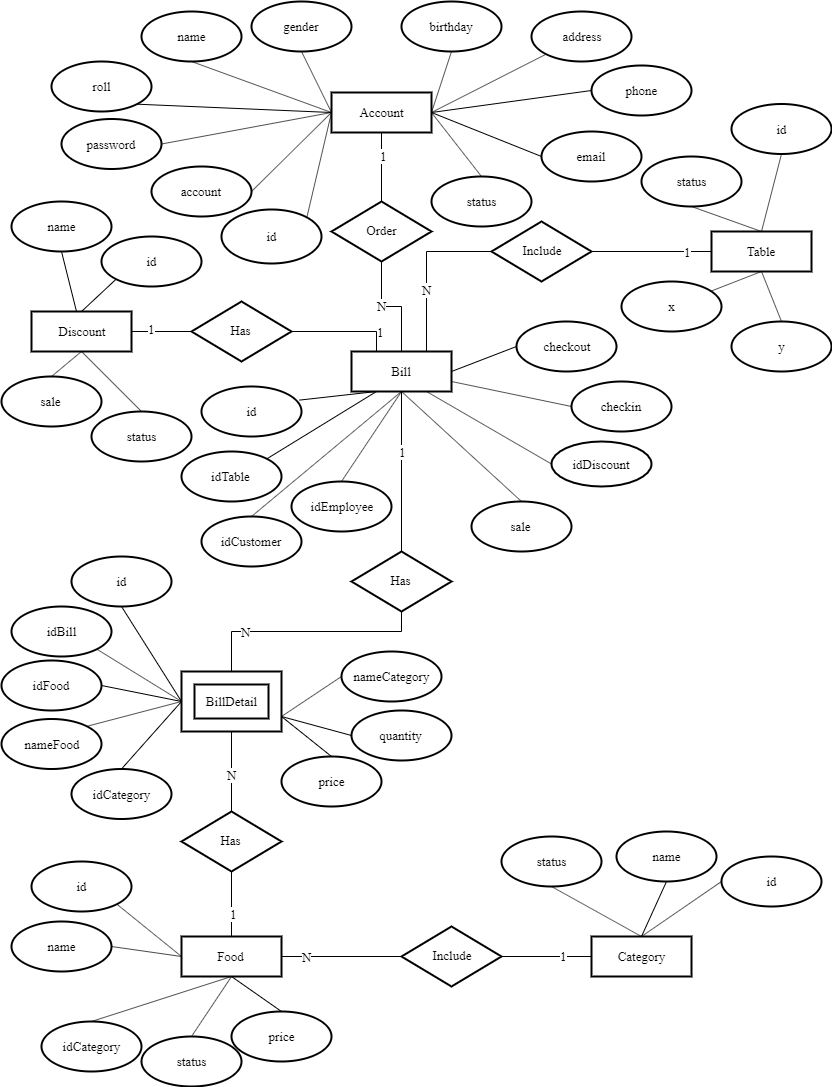 gender
birthday
name
address
roll
phone
Account
id
password
1
email
status
account
status
name
id
Order
Table
Include
1
id
N
x
N
Discount
1
Has
1
checkout
y
Bill
sale
id
checkin
status
1
idTable
idDiscount
idEmployee
sale
idCustomer
id
Has
idBill
N
nameCategory
idFood
BillDetail
quantity
nameFood
N
price
idCategory
Has
name
status
id
id
1
name
Food
N
Include
1
Category
price
idCategory
status